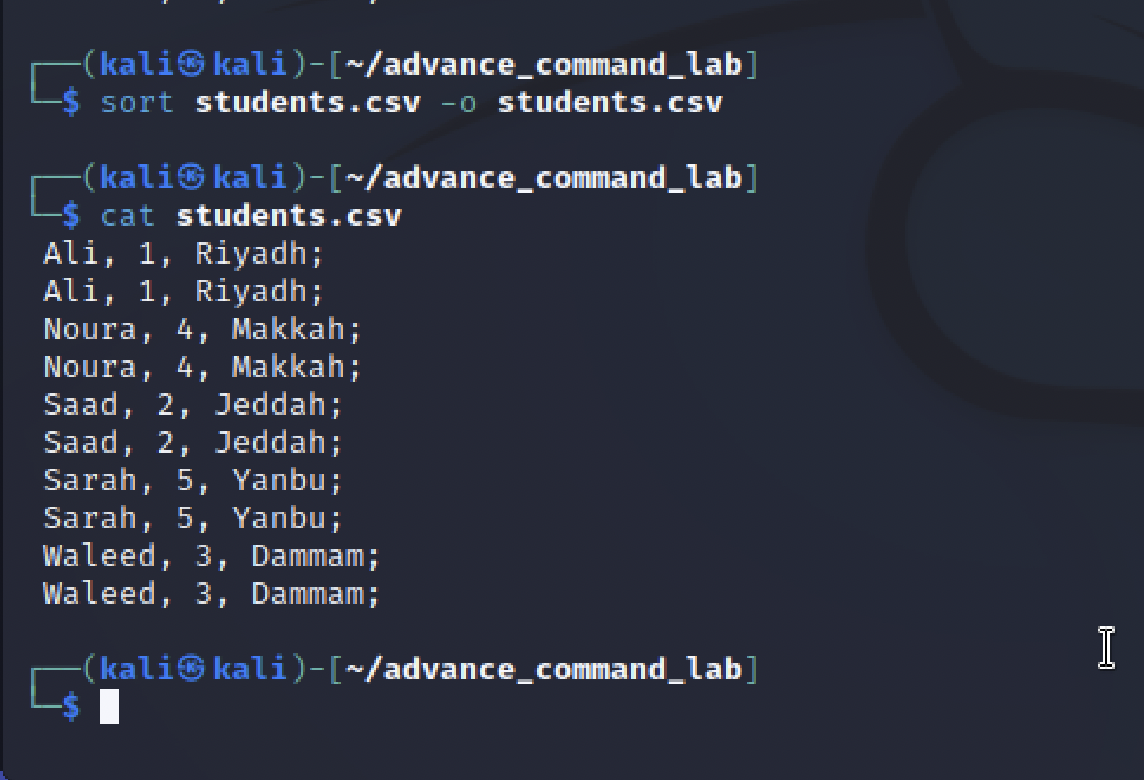 ┌──(kali㉿kali)-[~/advance_command_lab]
└─$ sort students.csv -o students.csv
┌──(kali㉿kali)-[~/advance_command_lab]
└─$ cat students.csv
Ali, 1, Riyadh;
Ali, 1, Riyadh;
Noura, 4, Makkah;
Noura, 4, Makkah;
Saad, 2, Jeddah;
Saad, 2, Jeddah;
Sarah, 5, Yanbu;
Sarah, 5, Yanbu;
Waleed, 3, Dammam;
Waleed, 3, Dammam;
┌──(kali㉿kali)-[~/advance_command_lab]
└─$